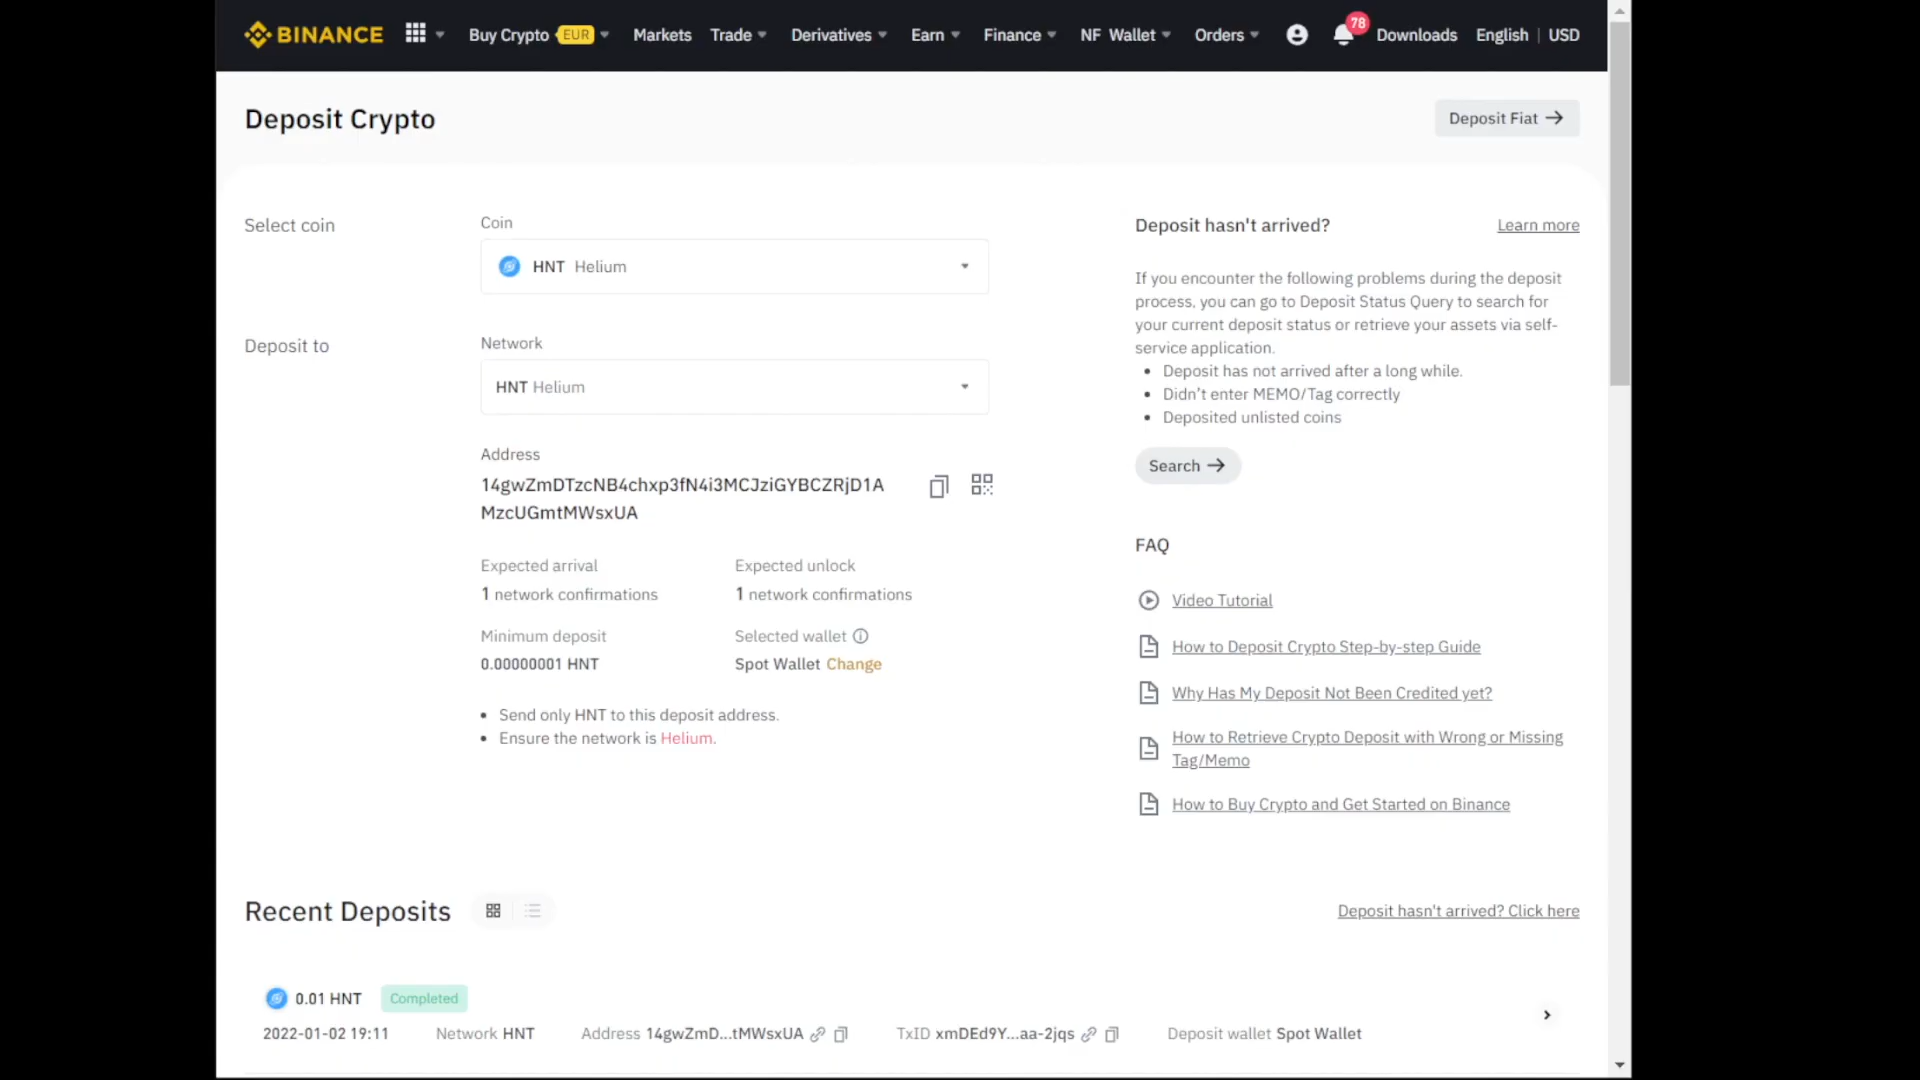 BINANCE
Buy Crypto EUR
Markets
Trade
Derivatives
Earn
Finance
NF
Wallet
Orders
78
Downloads
English | USD
Deposit Crypto
Deposit Fiat
Select coin
Coin
HNT Helium
Deposit to
Network
HNT Helium
Address
14gwZmDTzcNB4chxp3fN4i3MCJziGYBCZRjD1A
MzcUGmtMWsxUA
Expected arrival
1 network confirmations
Expected unlock
1 network confirmations
Minimum deposit
0.00000001 HNT
Selected wallet
Spot Wallet Change
• Send only HNT to this deposit address.
• Ensure the network is Helium.
Deposit hasn't arrived?
Learn more
If you encounter the following problems during the deposit
process, you can go to Deposit Status Query to search for
your current deposit status or retrieve your assets via self-
service application.
• Deposit has not arrived after a long while.
• Didn’t enter MEMO/Tag correctly
• Deposited unlisted coins
Search
FAQ
Video Tutorial
How to Deposit Crypto Step-by-step Guide
Why Has My Deposit Not Been Credited yet?
How to Retrieve Crypto Deposit with Wrong or Missing
Tag/Memo
How to Buy Crypto and Get Started on Binance
Recent Deposits
Deposit hasn't arrived? Click here
0.01 HNT Completed
2022-01-02 19:11
Network HNT
Address 14gwZmD...tMWsxUA
TxID xmDEd9Y...aa-2jqs
Deposit wallet Spot Wallet